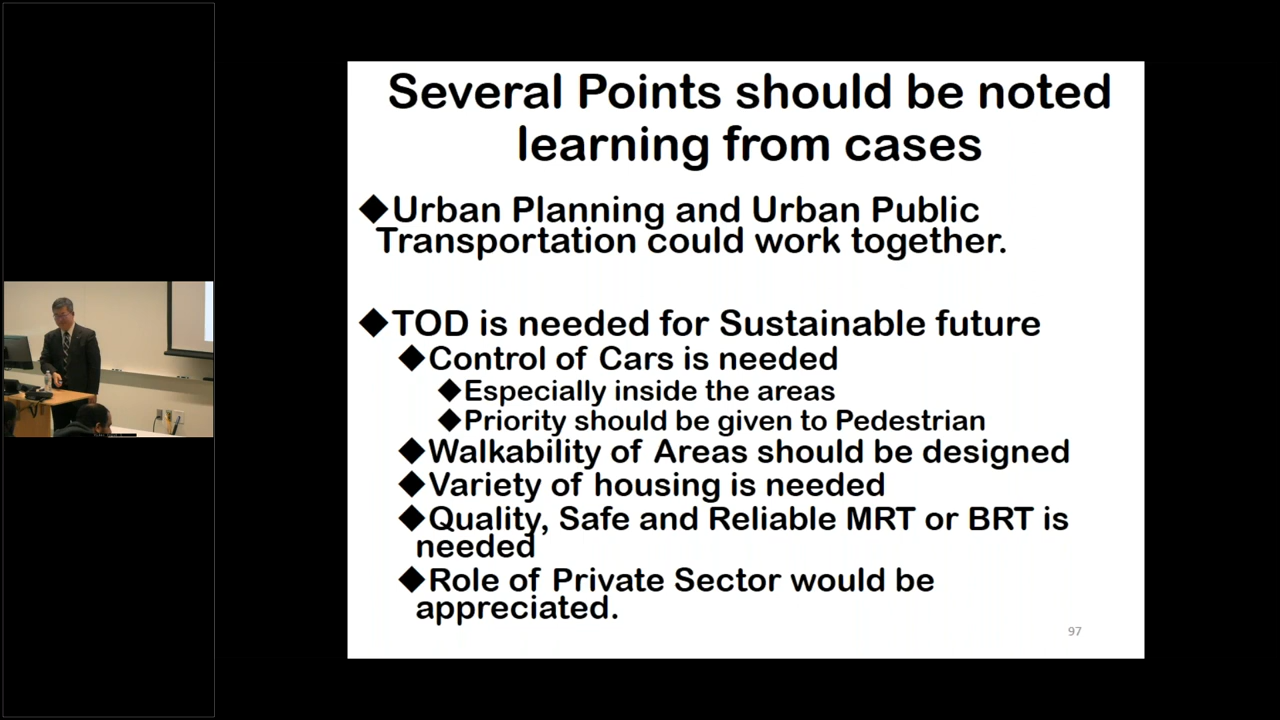 Several Points should be noted
learning from cases
◆Urban Planning and Urban Public
Transportation could work together.
◆TOD is needed for Sustainable future
◆Control of Cars is needed
◆Especially inside the areas
◆Priority should be given to Pedestrian
◆Walkability of Areas should be designed
◆Variety of housing is needed
◆Quality, Safe and Reliable MRT or BRT is
needed
◆Role of Private Sector would be
appreciated.
97